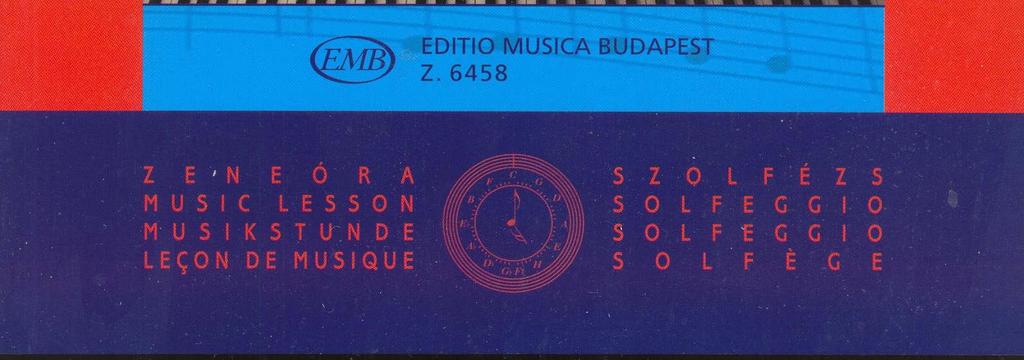 EMB
EDITIO MUSICA BUDAPEST
Z. 6458
ZENEÓRA
MUSIC LESSON
MUSIKSTUNDE
LEÇON DE MUSIQUE
C G D A E H G♭F♯ D♭ A♭ E♭ B F
SZOLFÉZS
SOLFEGGIO
SOLFEGGIO
SOLFÈGE